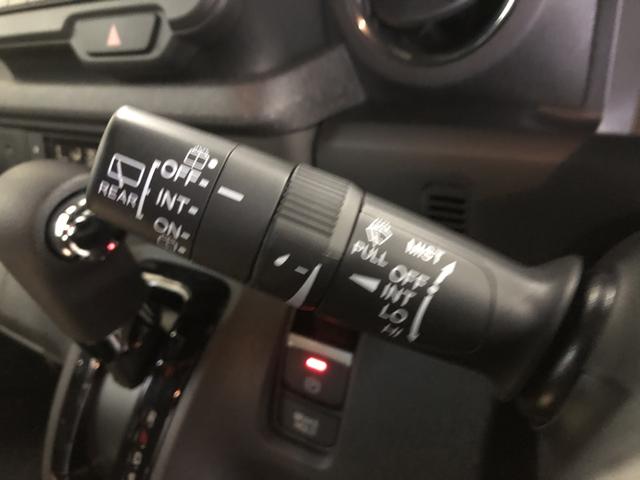 REAR
OFF
INT
ON
PULL
MIST
OFF
INT
LO
HI